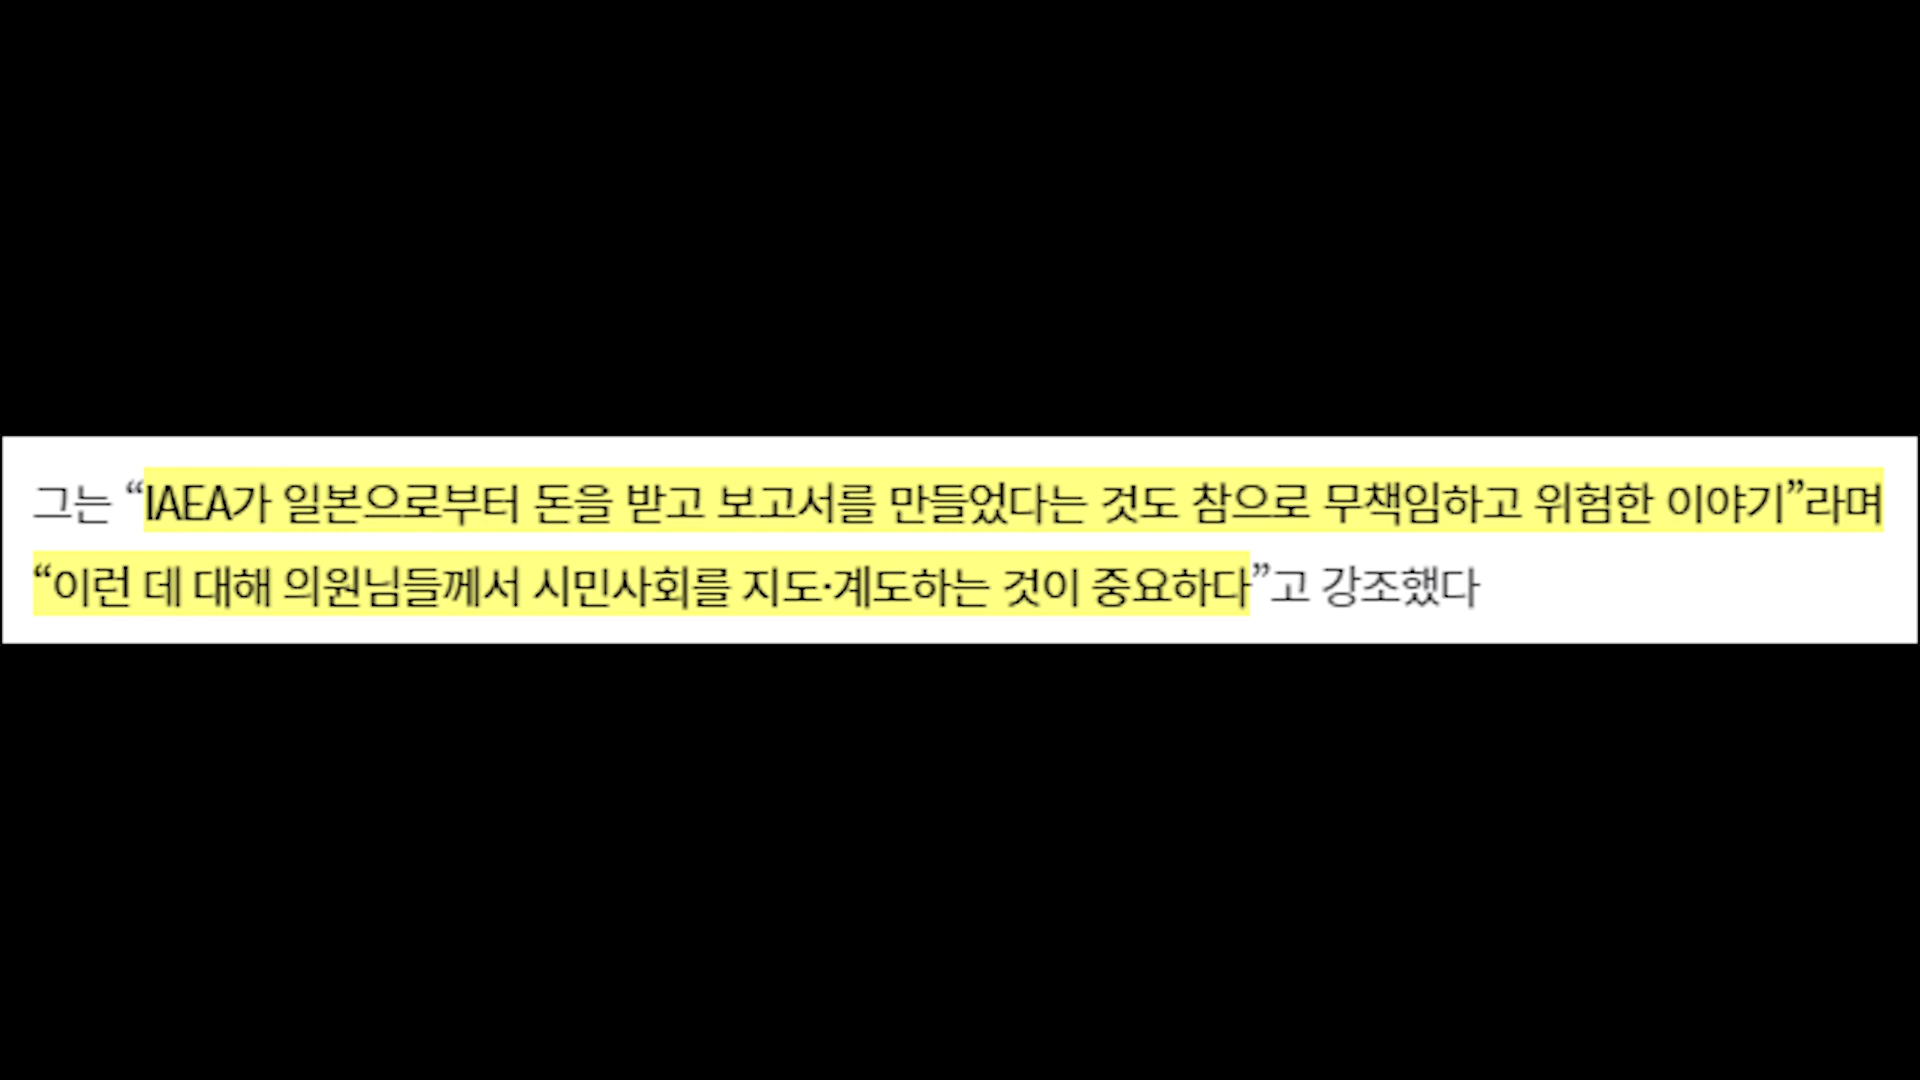 그는 “IAEA가 일본으로부터 돈을 받고 보고서를 만들었다는 것도 참으로 무책임하고 위험한 이야기”라며
“이런 데 대해 의원님들께서 시민사회를 지도·계도하는 것이 중요하다”고 강조했다